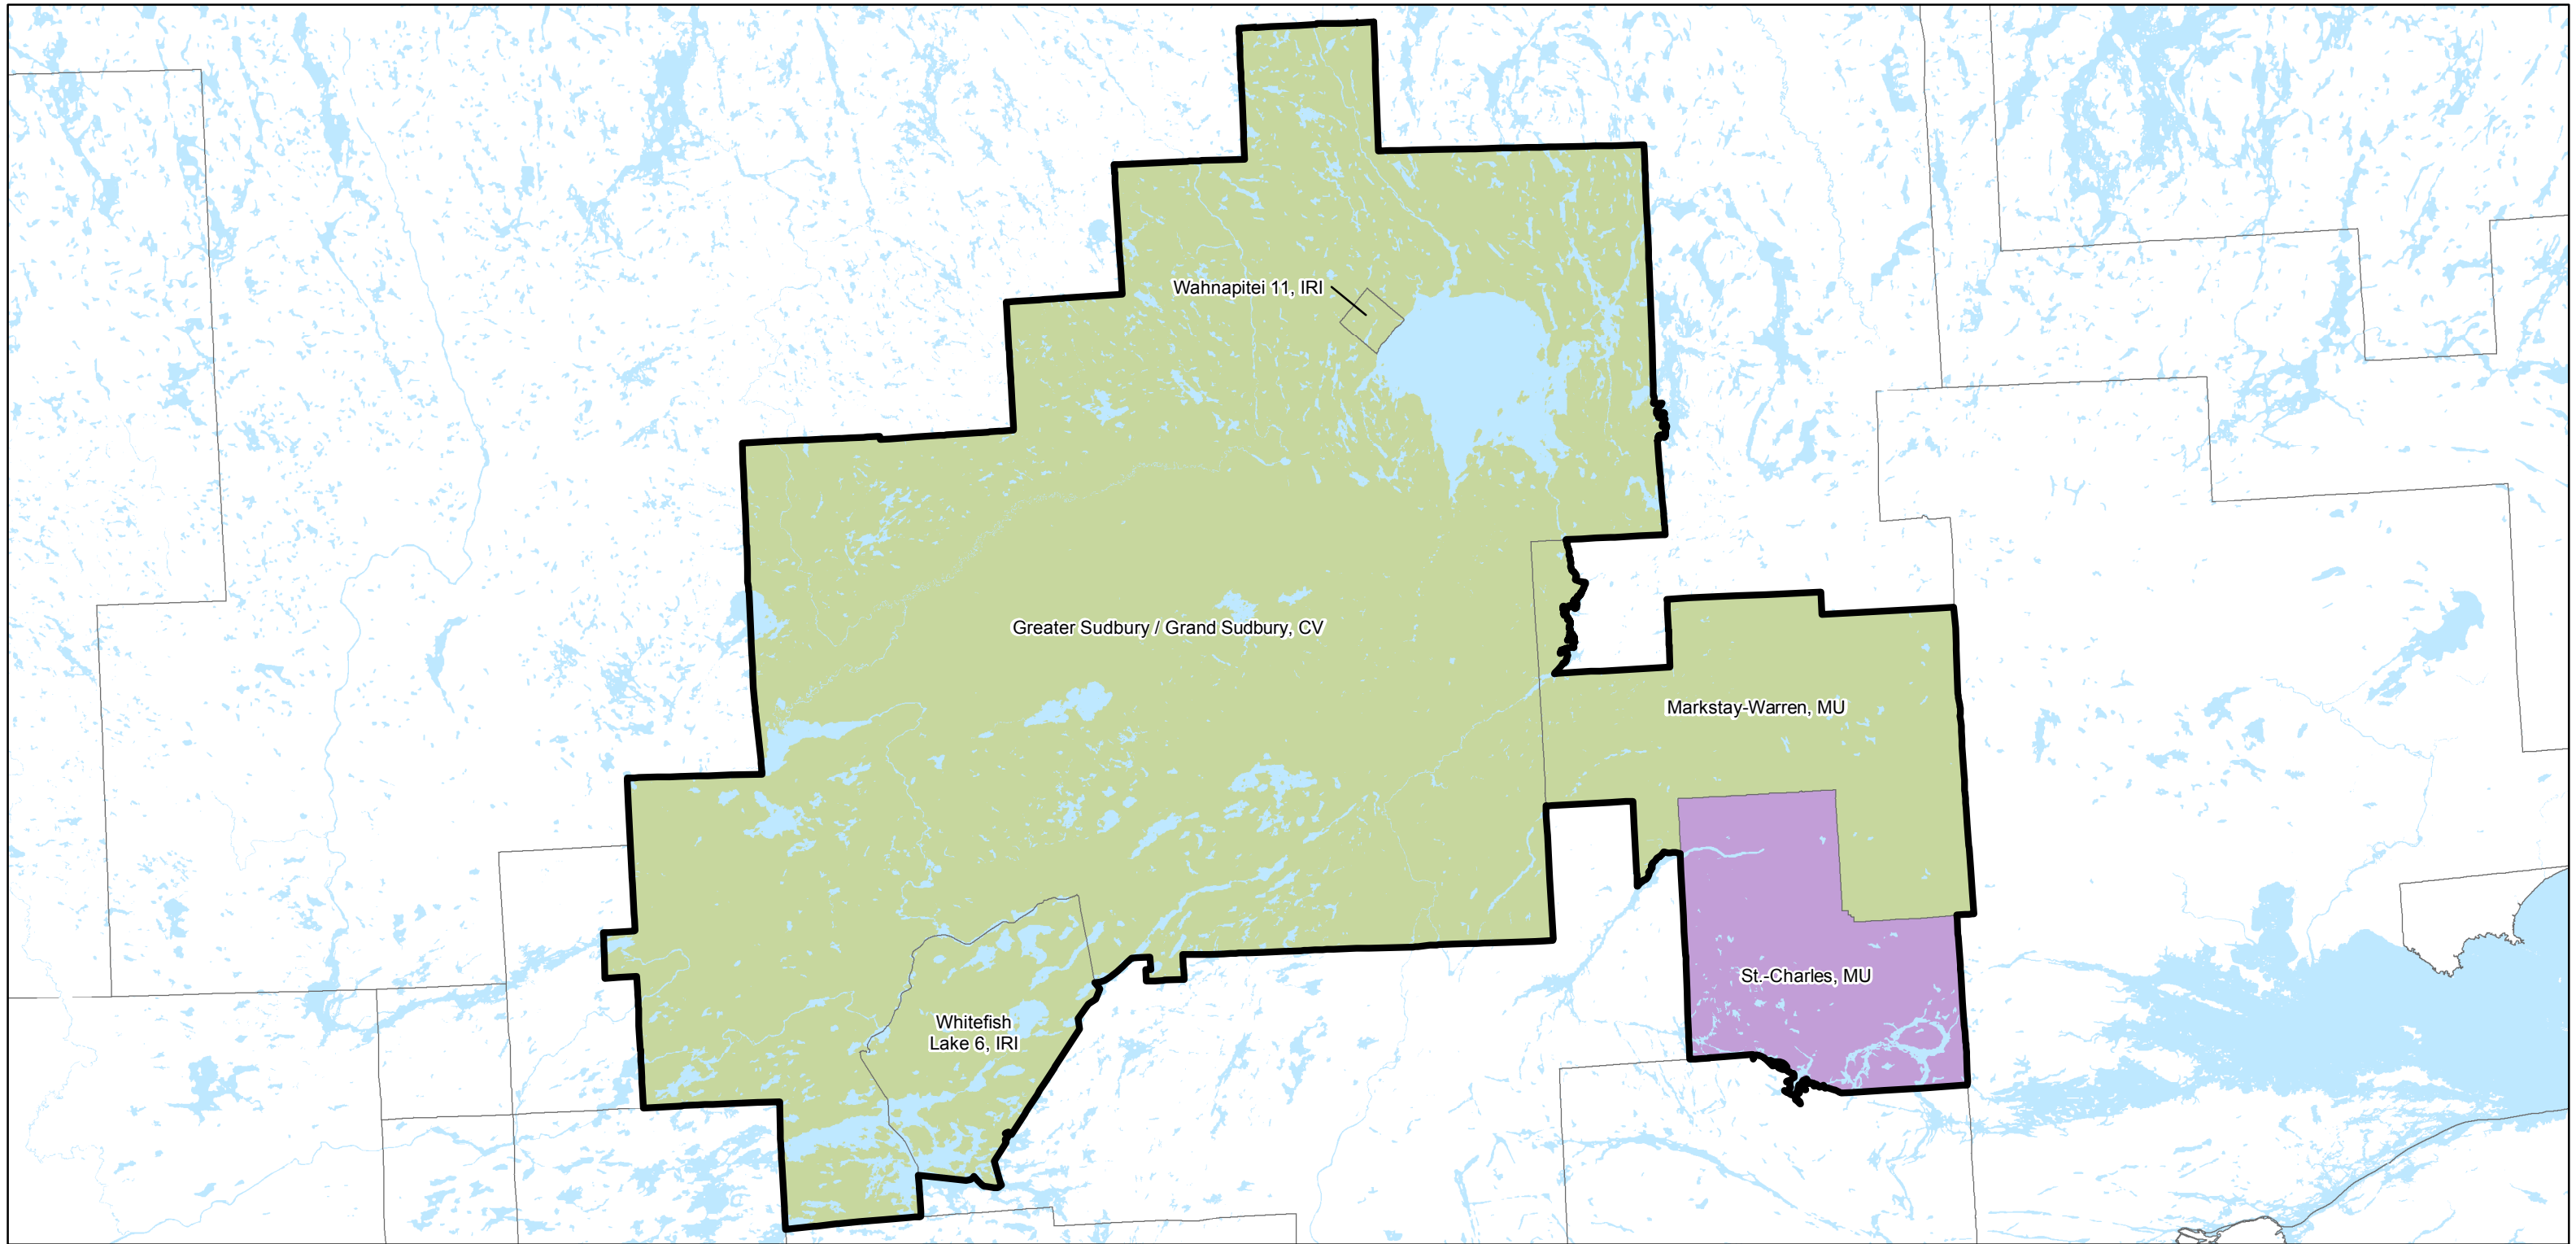 Wahnapitei 11, IRI
Greater Sudbury / Grand Sudbury, CV
Markstay-Warren, MU
St.-Charles, MU
Whitefish
Lake 6, IRI